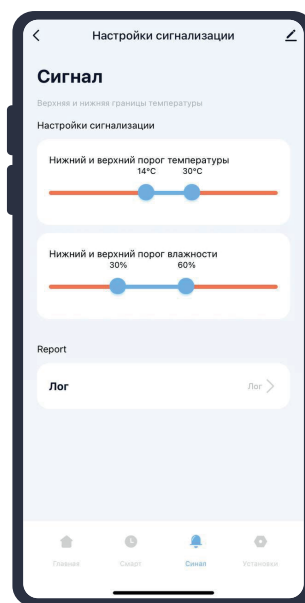 Настройки сигнализации
Сигнал
Верхняя и нижняя границы температуры
Настройки сигнализации
Нижний и верхний порог температуры
14°C 30°C
Нижний и верхний порог влажности
30% 60%
Report
Лог Лог
Главная Смарт Синал Установки